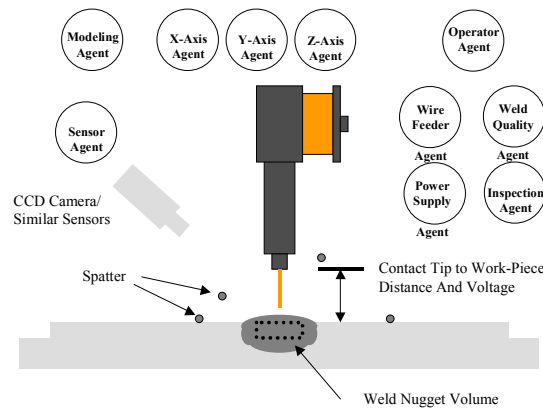 Modeling
Agent
X-Axis
Agent
Y-Axis
Agent
Z-Axis
Agent
Operator
Agent
Sensor
Agent
Wire
Feeder
Agent
Weld
Quality
Agent
Power
Supply
Agent
Inspection
Agent
CCD Camera/
Similar Sensors
Spatter
Contact Tip to Work-Piece
Distance And Voltage
Weld Nugget Volume